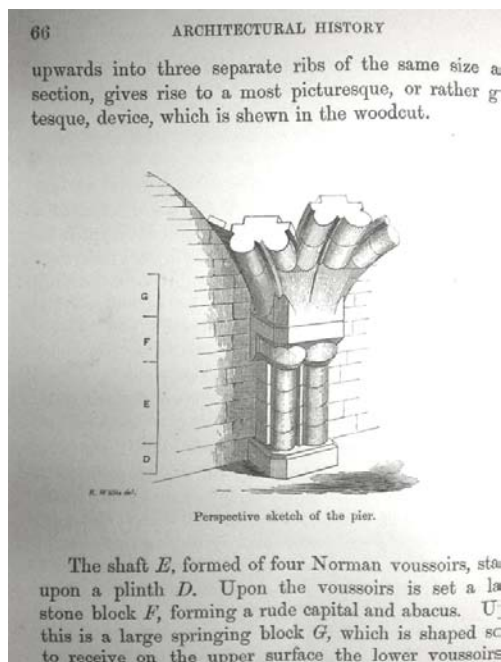 66
ARCHITECTURAL HISTORY
upwards into three separate ribs of the same size
section, gives rise to a most picturesque, or rather
tesque, device, which is shewn in the woodcut.
G
F
E
D
R. Willis del.
Perspective sketch of the pier.
The shaft E, formed of four Norman voussoirs,
upon a plinth D. Upon the voussoirs is set a
stone block F, forming a rude capital and abacus.
this is a large springing block G, which is shaped
to receive on the upper surface the lower voussoirs